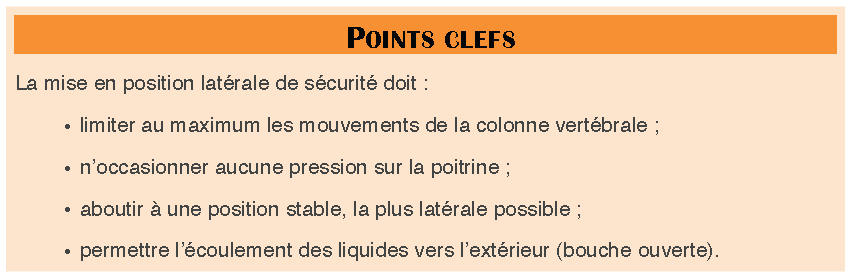 Points clefs
La mise en position latérale de sécurité doit :
• limiter au maximum les mouvements de la colonne vertébrale ;
• n’occasionner aucune pression sur la poitrine ;
• aboutir à une position stable, la plus latérale possible ;
• permettre l’écoulement des liquides vers l’extérieur (bouche ouverte).